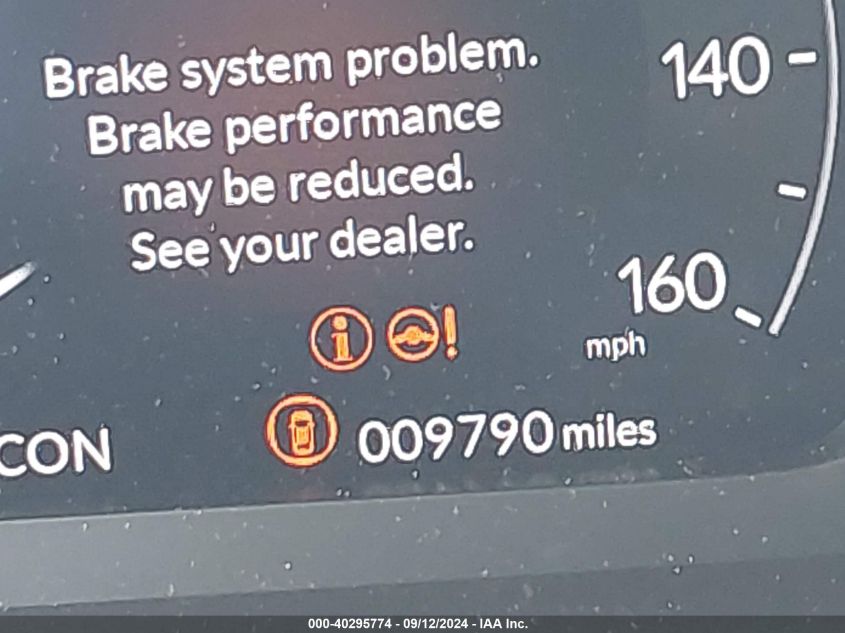 Brake system problem.
Brake performance
may be reduced.
See your dealer.
140
160
mph
CON
009790 miles
000-40295774 - 09/12/2024 - IAA Inc.